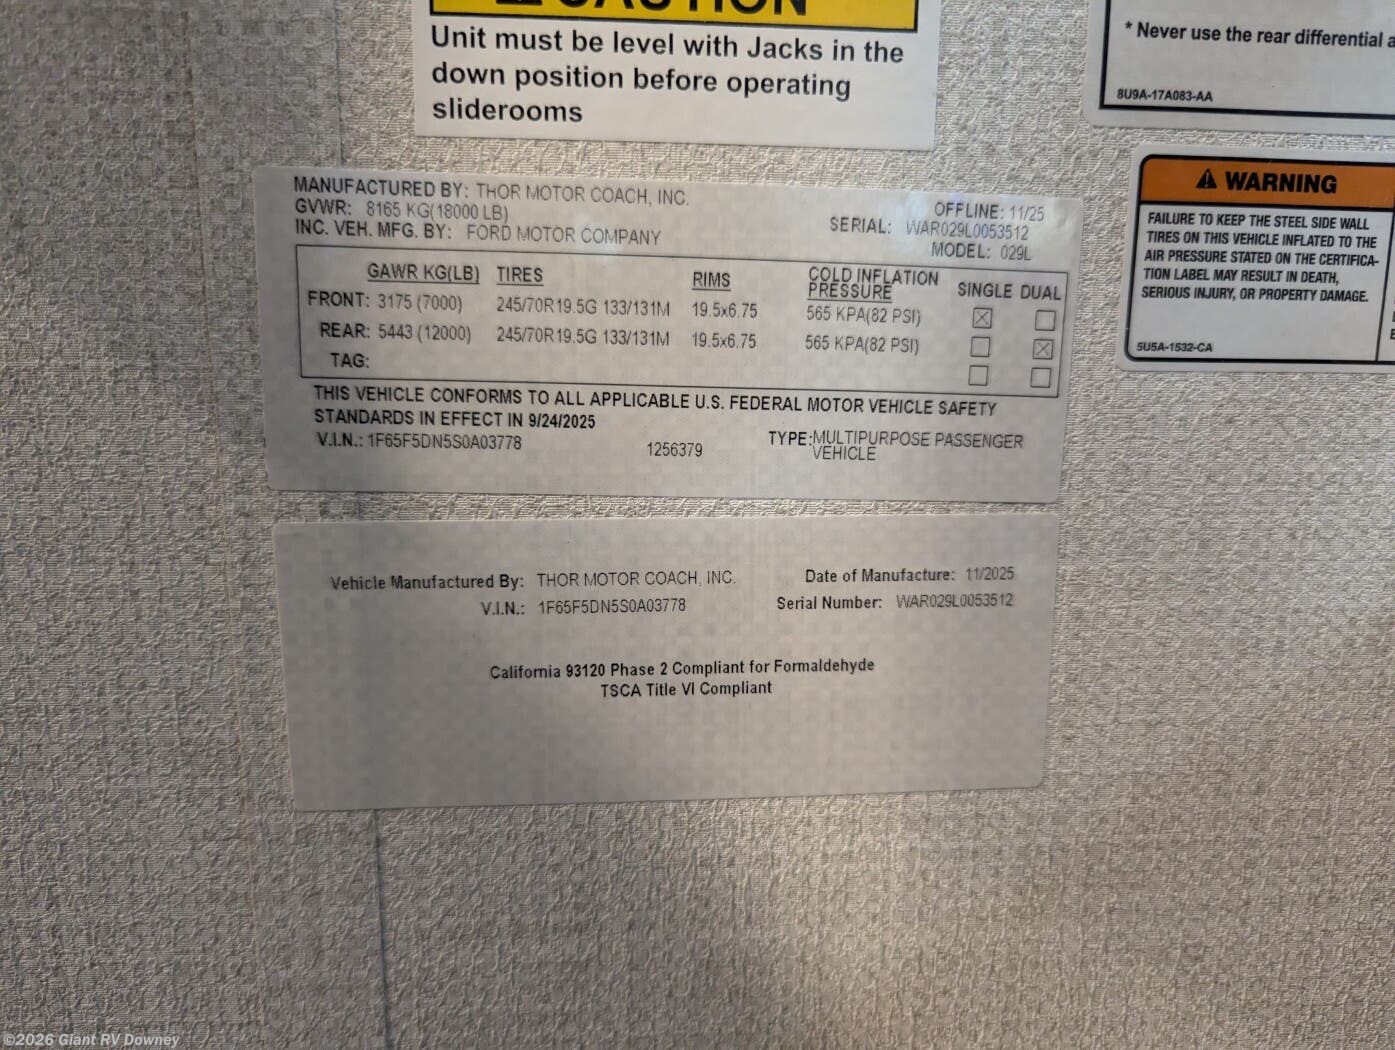 CAUTION
Unit must be level with Jacks in the
down position before operating
sliderooms
* Never use the rear differential a
8U9A-17A083-AA
WARNING
FAILURE TO KEEP THE STEEL SIDE WALL
TIRES ON THIS VEHICLE INFLATED TO THE
AIR PRESSURE STATED ON THE CERTIFICA-
TION LABEL MAY RESULT IN DEATH,
SERIOUS INJURY, OR PROPERTY DAMAGE.
5U5A-1532-CA
MANUFACTURED BY: THOR MOTOR COACH, INC.
OFFLINE: 11/25
GVWR: 8165 KG(18000 LB)
SERIAL: WAR029L0053512
INC. VEH. MFG. BY: FORD MOTOR COMPANY
MODEL: 029L
GAWR KG(LB) TIRES RIMS COLD INFLATION PRESSURE SINGLE DUAL
FRONT: 3175 (7000) 245/70R19.5G 133/131M 19.5x6.75 565 KPA(82 PSI)
REAR: 5443 (12000) 245/70R19.5G 133/131M 19.5x6.75 565 KPA(82 PSI)
TAG:
THIS VEHICLE CONFORMS TO ALL APPLICABLE U.S. FEDERAL MOTOR VEHICLE SAFETY
STANDARDS IN EFFECT IN 9/24/2025
V.I.N.: 1F65F5DN5S0A03778 1256379 TYPE: MULTIPURPOSE PASSENGER
VEHICLE
Vehicle Manufactured By: THOR MOTOR COACH, INC. Date of Manufacture: 11/2025
V.I.N.: 1F65F5DN5S0A03778 Serial Number: WAR029L0053512
California 93120 Phase 2 Compliant for Formaldehyde
TSCA Title VI Compliant
©2026 Giant RV Downey